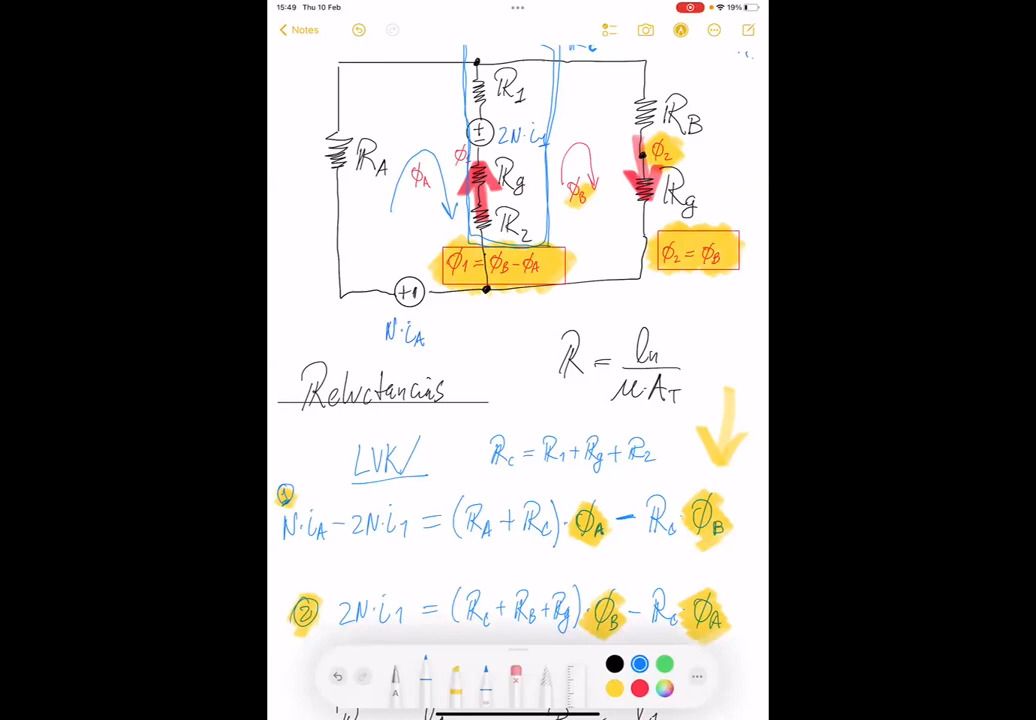 15:49 Thu 10 Feb
19%
Notes
R1
2N·i1
RB
ϕ2
RA
ϕA
Rg
ϕB
Rg
R2
ϕ1 = ϕB - ϕA
ϕ2 = ϕB
N·iA
R = ln / μ·AT
Reluctancias
LVK/
Rc = R1 + Rg + R2
1
N·iA - 2N·i1 = (RA + Rc)·ϕA - Rc·ϕB
2
2N·i1 = (Rc + RB + Rg)·ϕB - Rc·ϕA
A